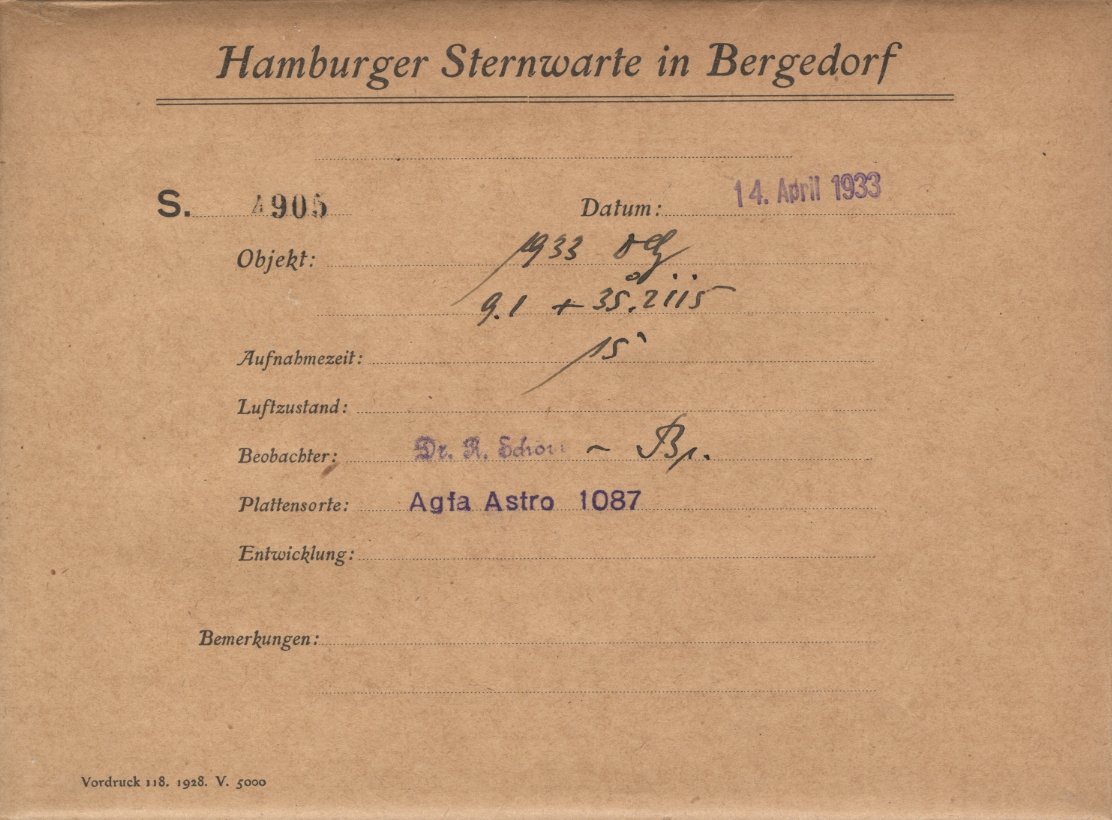 Hamburger Sternwarte in Bergedorf
S. 4905 Datum: 14. April 1933
Objekt: 1933
9.1 + 35°.2115
Aufnahmezeit: 15
Luftzustand:
Beobachter: Dr. R. Schorr - Br.
Plattensorte: Agfa Astro 1087
Entwicklung:
Bemerkungen:
Vordruck 118. 1928. V. 5000